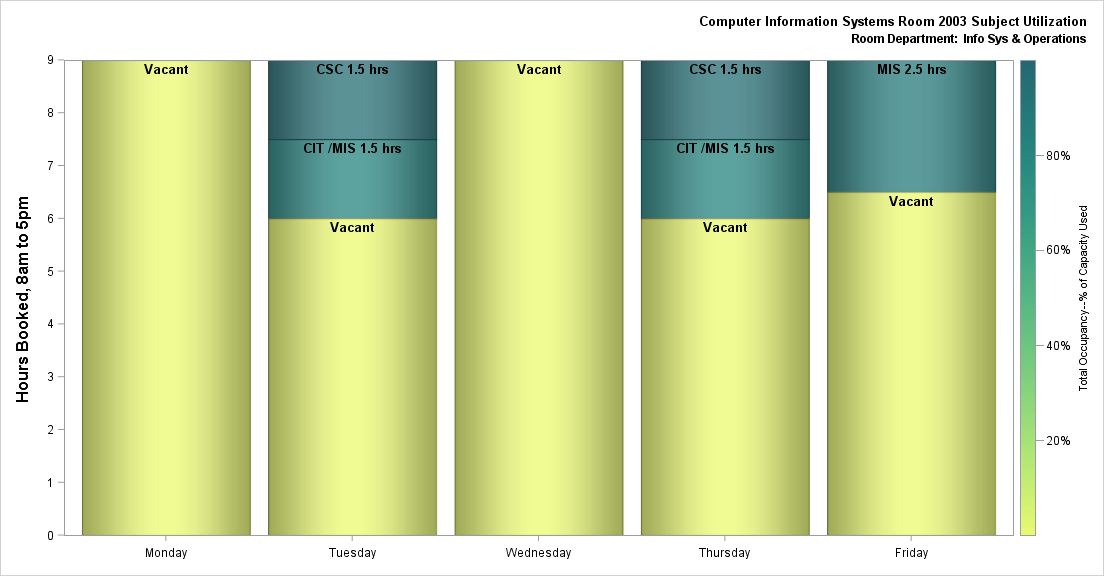 Computer Information Systems Room 2003 Subject Utilization
Room Department: Info Sys & Operations
Hours Booked, 8am to 5pm
9
8
7
6
5
4
3
2
1
0
Vacant
CSC 1.5 hrs
CIT /MIS 1.5 hrs
Vacant
Vacant
CSC 1.5 hrs
CIT /MIS 1.5 hrs
Vacant
MIS 2.5 hrs
Vacant
Monday
Tuesday
Wednesday
Thursday
Friday
80%
60%
40%
20%
Total Occupancy--% of Capacity Used